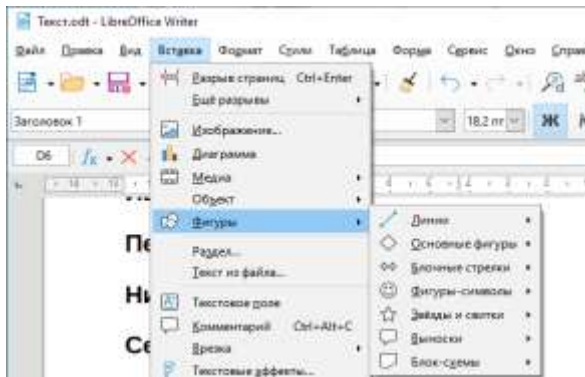 Текст.odt - LibreOffice Writer
Файл Правка Вид Вставка Формат Стили Таблица Форма Сервис Окно Справ
Разрыв страниц Ctrl+Enter
Ещё разрывы
Заголовок 1
18,2 пт
Ж
Изображение...
D6
Диаграмма
Медиа
Объект
Фигуры
Линии
Пе
Раздел...
Основные фигуры
Текст из файла...
Блочные стрелки
Ни
Фигуры-символы
Текстовое поле
Звёзды и свитки
Се
Комментарий Ctrl+Alt+C
Выноски
Врезка
Блок-схемы
Текстовые эффекты...